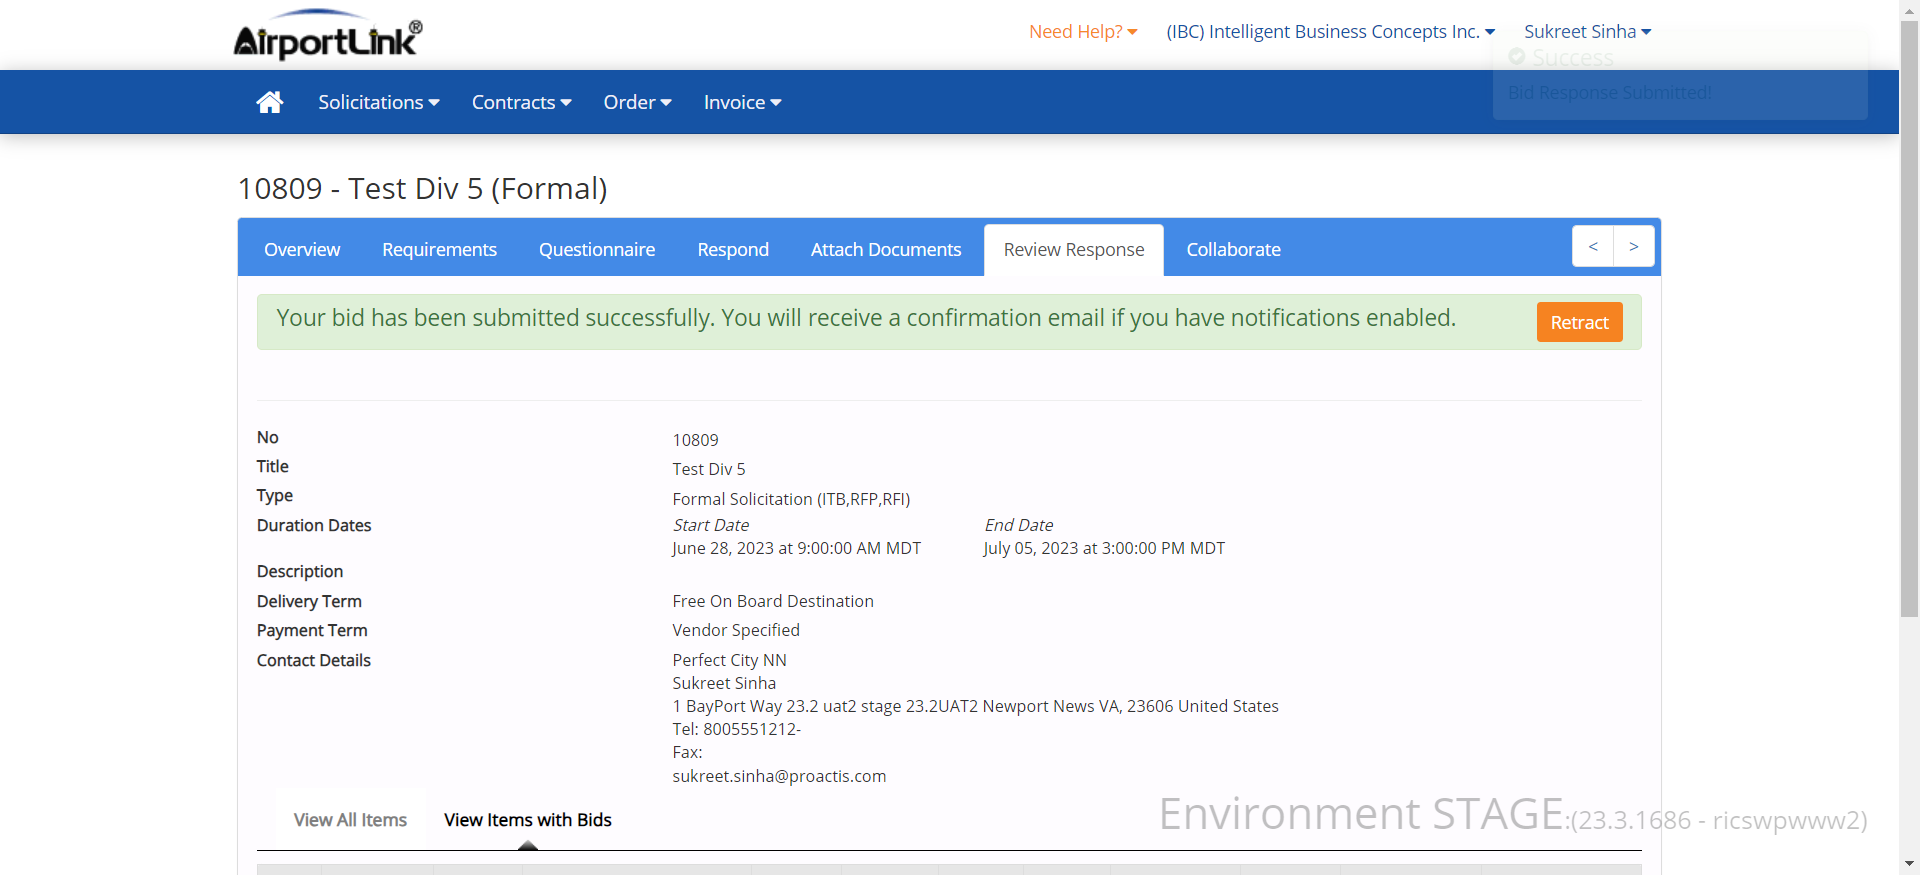 AirportLink®
Need Help?
(IBC) Intelligent Business Concepts Inc.
Sukreet Sinha
Success
Bid Response Submitted!
Solicitations
Contracts
Order
Invoice
10809 - Test Div 5 (Formal)
Overview
Requirements
Questionnaire
Respond
Attach Documents
Review Response
Collaborate
<
>
Your bid has been submitted successfully. You will receive a confirmation email if you have notifications enabled.
Retract
No
10809
Title
Test Div 5
Type
Formal Solicitation (ITB,RFP,RFI)
Duration Dates
Start Date
End Date
June 28, 2023 at 9:00:00 AM MDT
July 05, 2023 at 3:00:00 PM MDT
Description
Delivery Term
Free On Board Destination
Payment Term
Vendor Specified
Contact Details
Perfect City NN
Sukreet Sinha
1 BayPort Way 23.2 uat2 stage 23.2UAT2 Newport News VA, 23606 United States
Tel: 8005551212-
Fax:
sukreet.sinha@proactis.com
View All Items
View Items with Bids
Environment STAGE:(23.3.1686 - ricswpwww2)